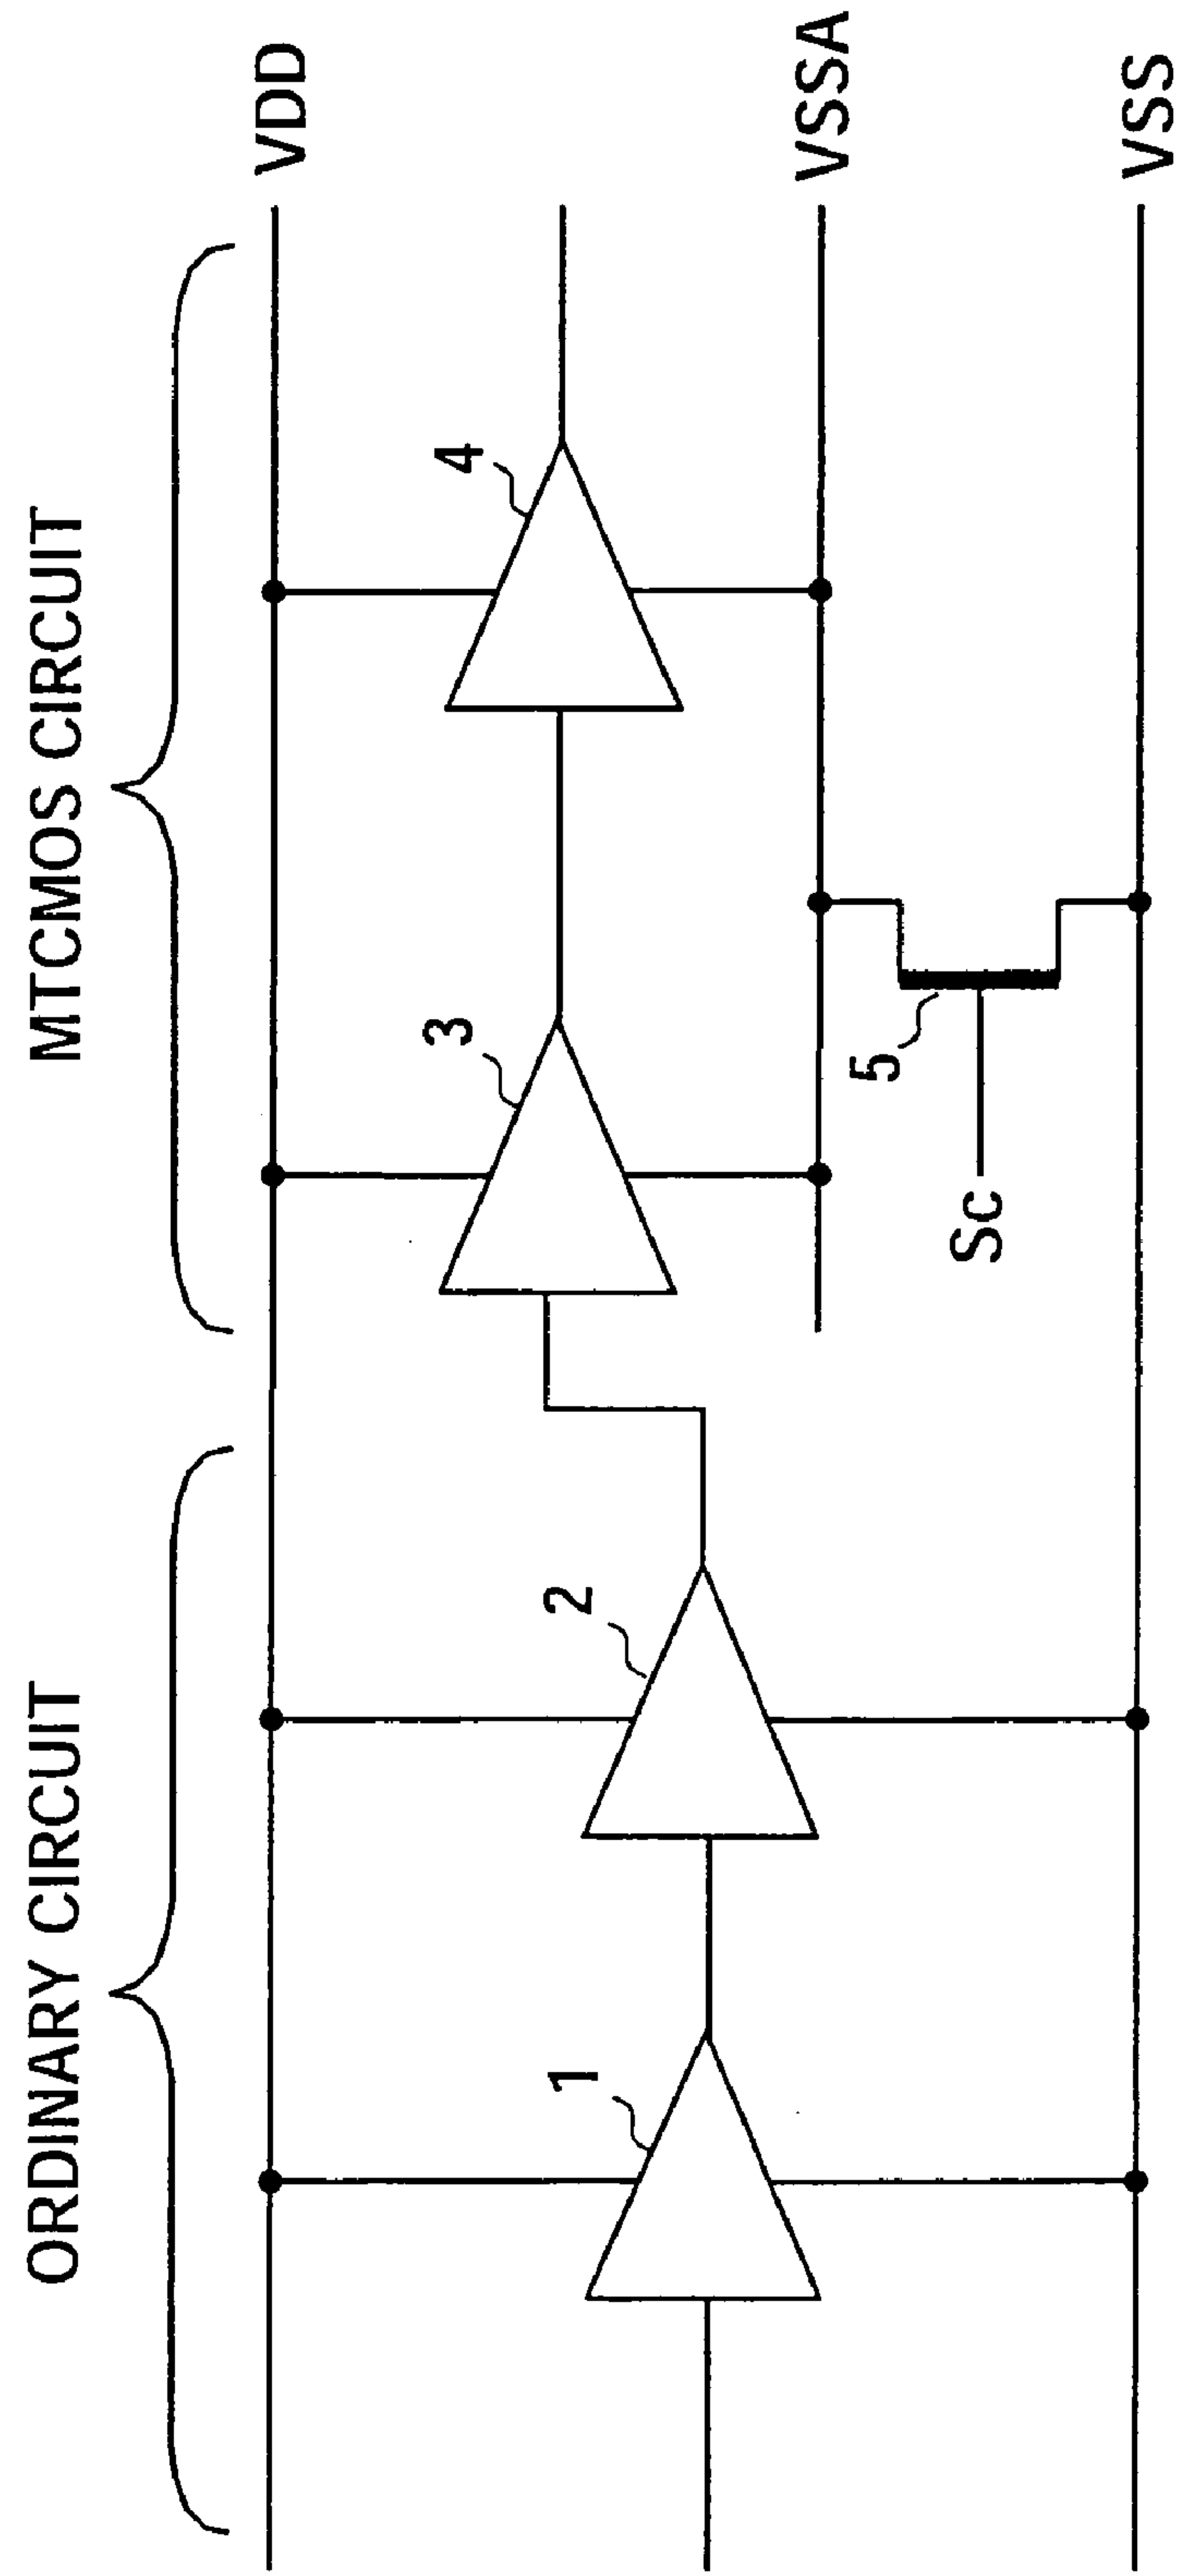 ORDINARY CIRCUIT
MTCMOS CIRCUIT
VDD
4
3
2
1
VSSA
5
Sc
VSS